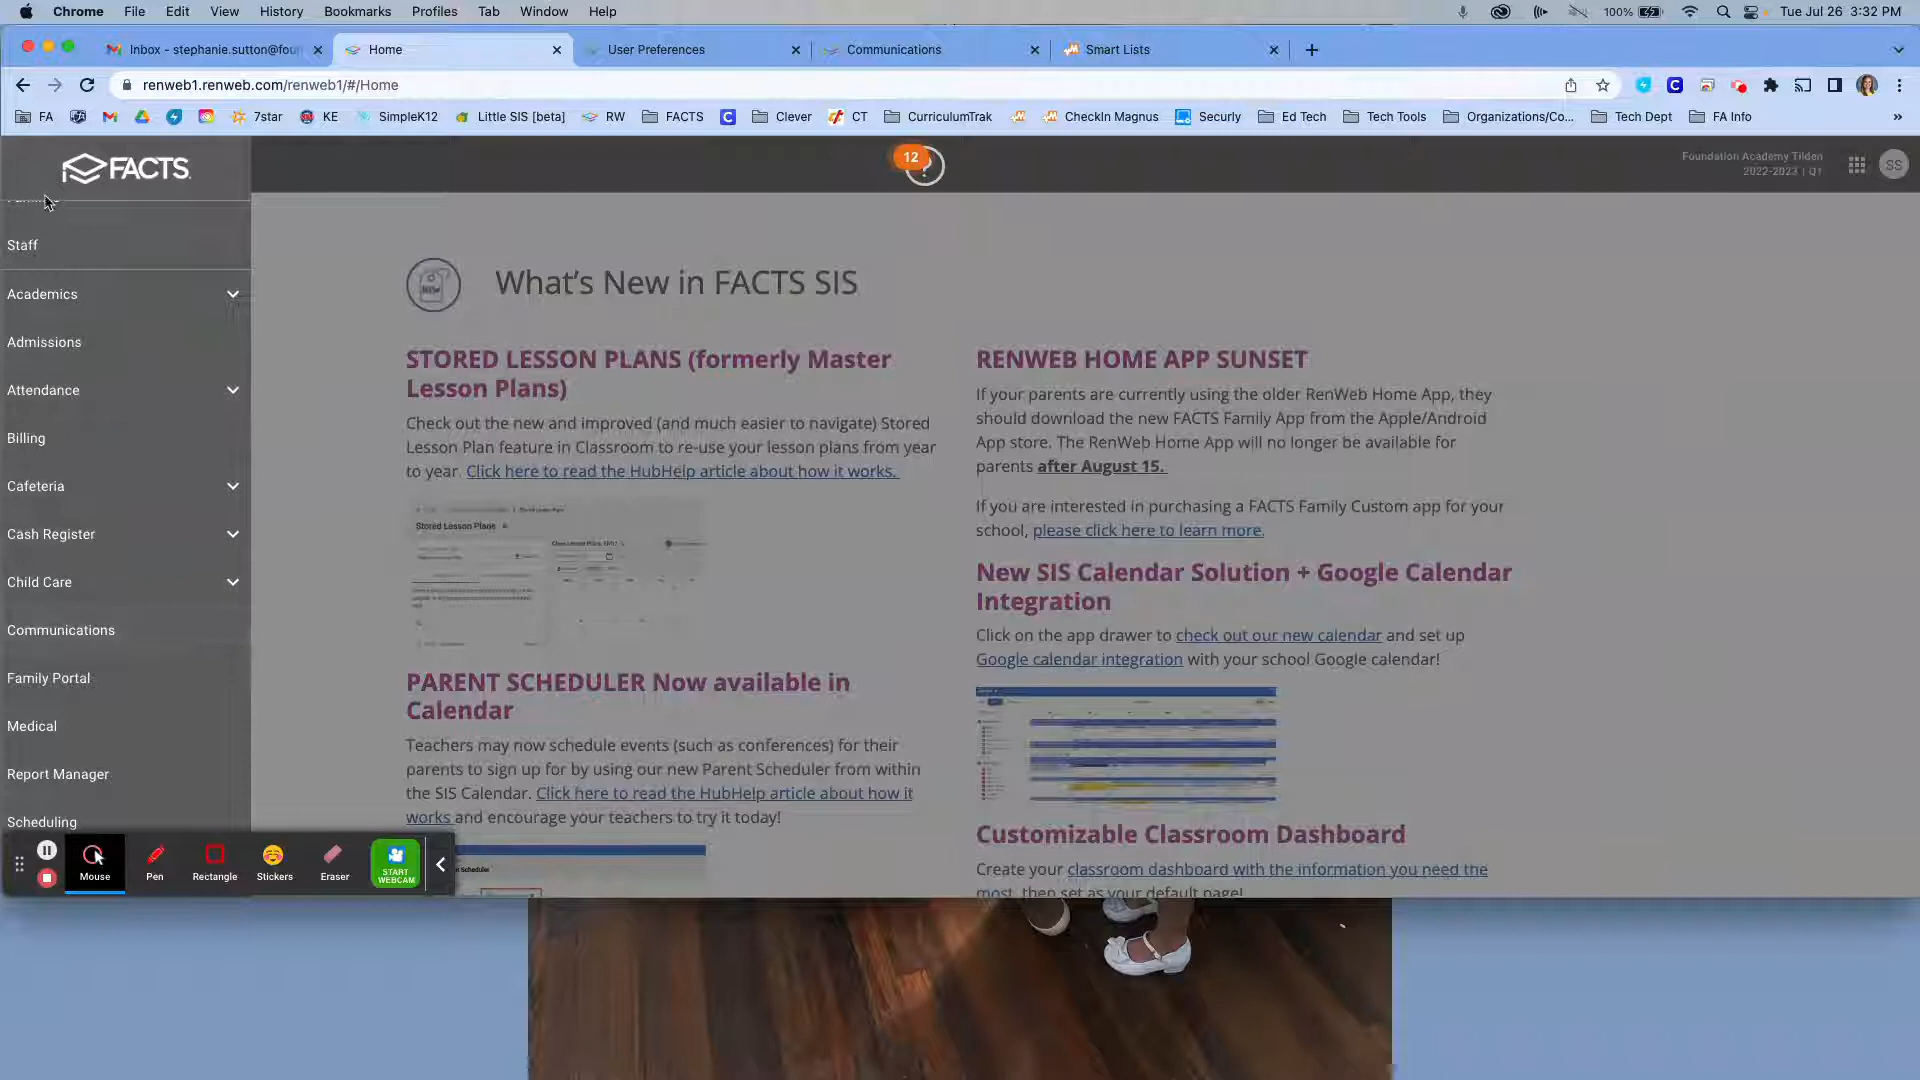 Chrome File Edit View History Bookmarks Profiles Tab Window Help 100% Tue Jul 26 3:32 PM
Inbox - stephanie.sutton@fou Home User Preferences Communications Smart Lists
renweb1.renweb.com/renweb1/#/Home
FA 7star KE SimpleK12 Little SIS [beta] RW FACTS Clever CT CurriculumTrak CheckIn Magnus Securly Ed Tech Tech Tools Organizations/Co... Tech Dept FA Info »
FACTS
12
?
Foundation Academy Tilden
2022-2023 | Q1
SS
Staff
Academics
Admissions
Attendance
Billing
Cafeteria
Cash Register
Child Care
Communications
Family Portal
Medical
Report Manager
Scheduling
NEW
What's New in FACTS SIS
STORED LESSON PLANS (formerly Master
Lesson Plans)
Check out the new and improved (and much easier to navigate) Stored
Lesson Plan feature in Classroom to re-use your lesson plans from year
to year. Click here to read the HubHelp article about how it works.
Stored Lesson Plans
PARENT SCHEDULER Now available in
Calendar
Teachers may now schedule events (such as conferences) for their
parents to sign up for by using our new Parent Scheduler from within
the SIS Calendar. Click here to read the HubHelp article about how it
works and encourage your teachers to try it today!
Scheduler
RENWEB HOME APP SUNSET
If your parents are currently using the older RenWeb Home App, they
should download the new FACTS Family App from the Apple/Android
App store. The RenWeb Home App will no longer be available for
parents after August 15.
If you are interested in purchasing a FACTS Family Custom app for your
school, please click here to learn more.
New SIS Calendar Solution + Google Calendar
Integration
Click on the app drawer to check out our new calendar and set up
Google calendar integration with your school Google calendar!
Customizable Classroom Dashboard
Create your classroom dashboard with the information you need the
most, then set as your default page!
Mouse Pen Rectangle Stickers Eraser START
WEBCAM